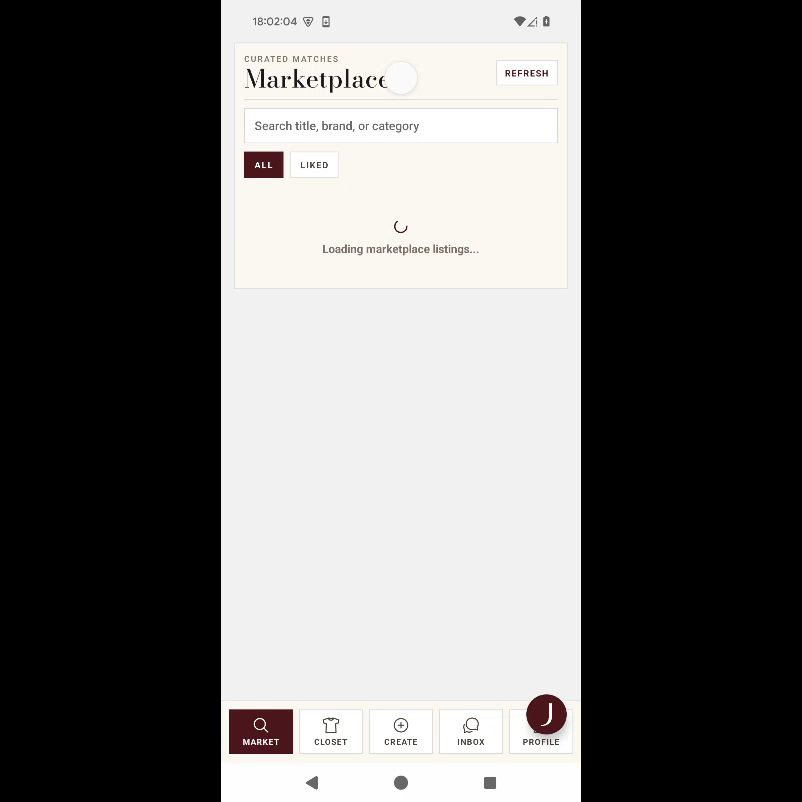 18:02:04
CURATED MATCHES
Marketplace
REFRESH
Search title, brand, or category
ALL
LIKED
Loading marketplace listings...
J
MARKET
CLOSET
CREATE
INBOX
PROFILE